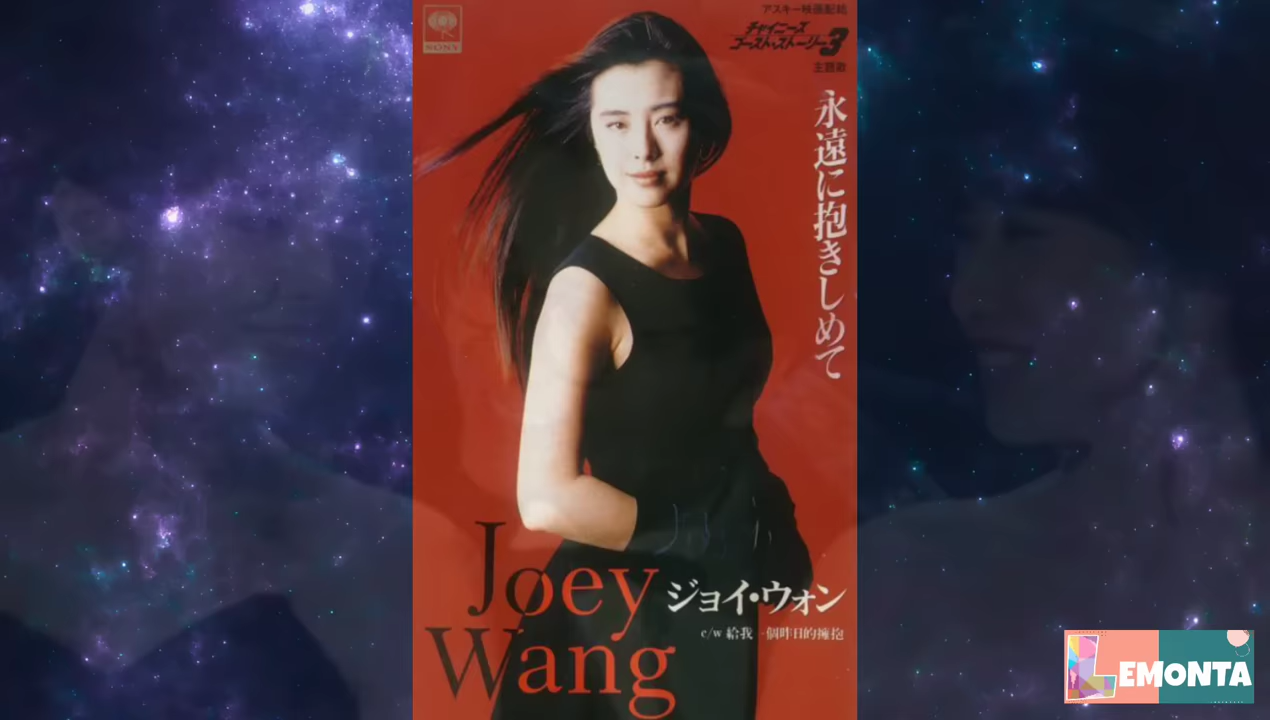 SONY
アスキー映画配給
チャイニーズ
ゴースト・ストーリー3
主題歌
永遠に抱きしめて
Joey
Wang
ジョイ・ウォン
c/w 給我一個昨日的擁抱
LEMONTA